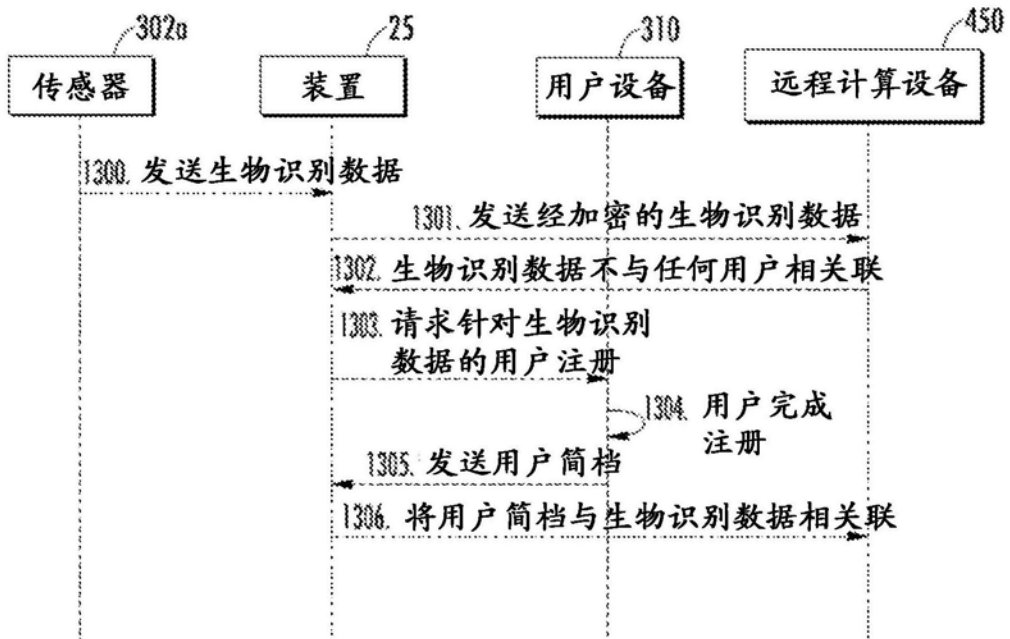 302a
25
310
450
传感器
装置
用户设备
远程计算设备
1300. 发送生物识别数据
1301. 发送经加密的生物识别数据
1302. 生物识别数据不与任何用户相关联
1303. 请求针对生物识别
数据的用户注册
1304. 用户完成
注册
1305. 发送用户简档
1306. 将用户简档与生物识别数据相关联